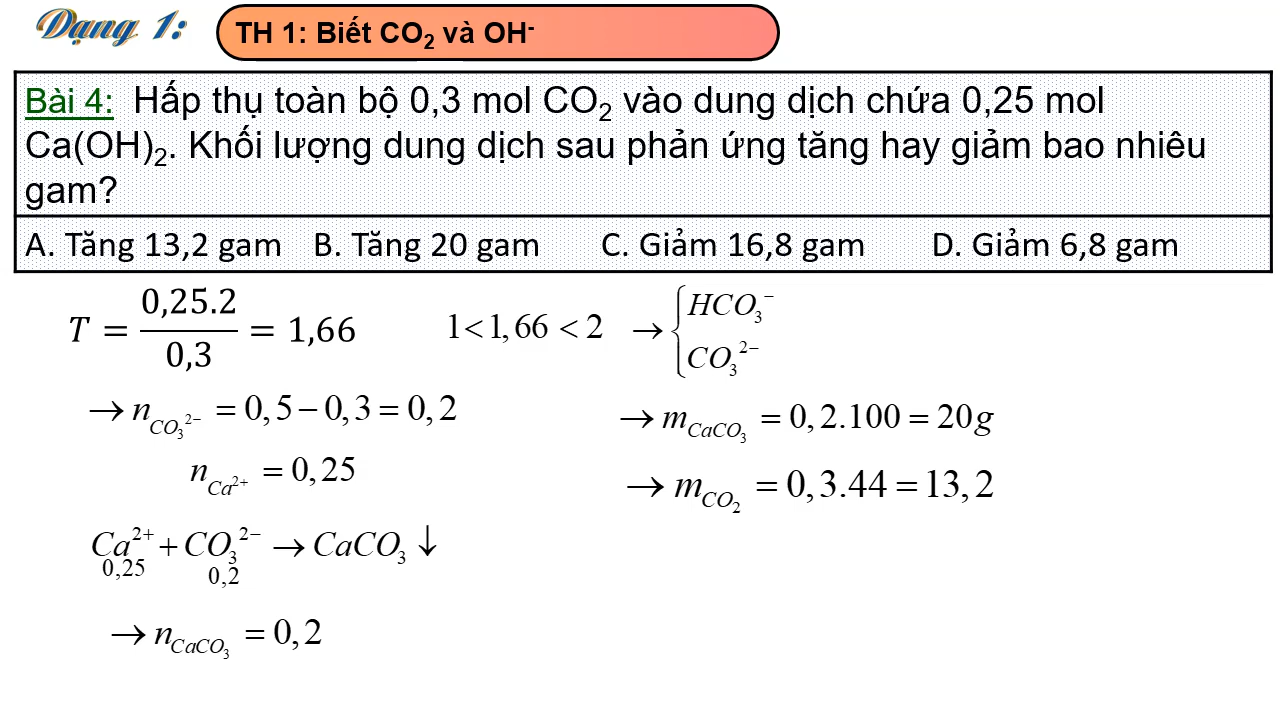 Dạng 1:
TH 1: Biết CO₂ và OH⁻
Bài 4: Hấp thụ toàn bộ 0,3 mol CO₂ vào dung dịch chứa 0,25 mol
Ca(OH)₂. Khối lượng dung dịch sau phản ứng tăng hay giảm bao nhiêu
gam?
A. Tăng 13,2 gam B. Tăng 20 gam C. Giảm 16,8 gam D. Giảm 6,8 gam
T = 0,25.2 / 0,3 = 1,66
1 < 1,66 < 2 → { HCO₃⁻
CO₃²⁻
→ n CO₃²⁻ = 0,5 − 0,3 = 0,2
n Ca²⁺ = 0,25
Ca²⁺ + CO₃²⁻ → CaCO₃ ↓
0,25 0,2
→ n CaCO₃ = 0,2
→ m CaCO₃ = 0,2.100 = 20g
→ m CO₂ = 0,3.44 = 13,2